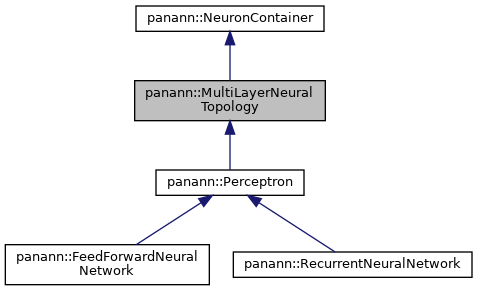 panann::NeuronContainer
panann::MultiLayerNeural
Topology
panann::Perceptron
panann::FeedForwardNeural
Network
panann::RecurrentNeuralNetwork